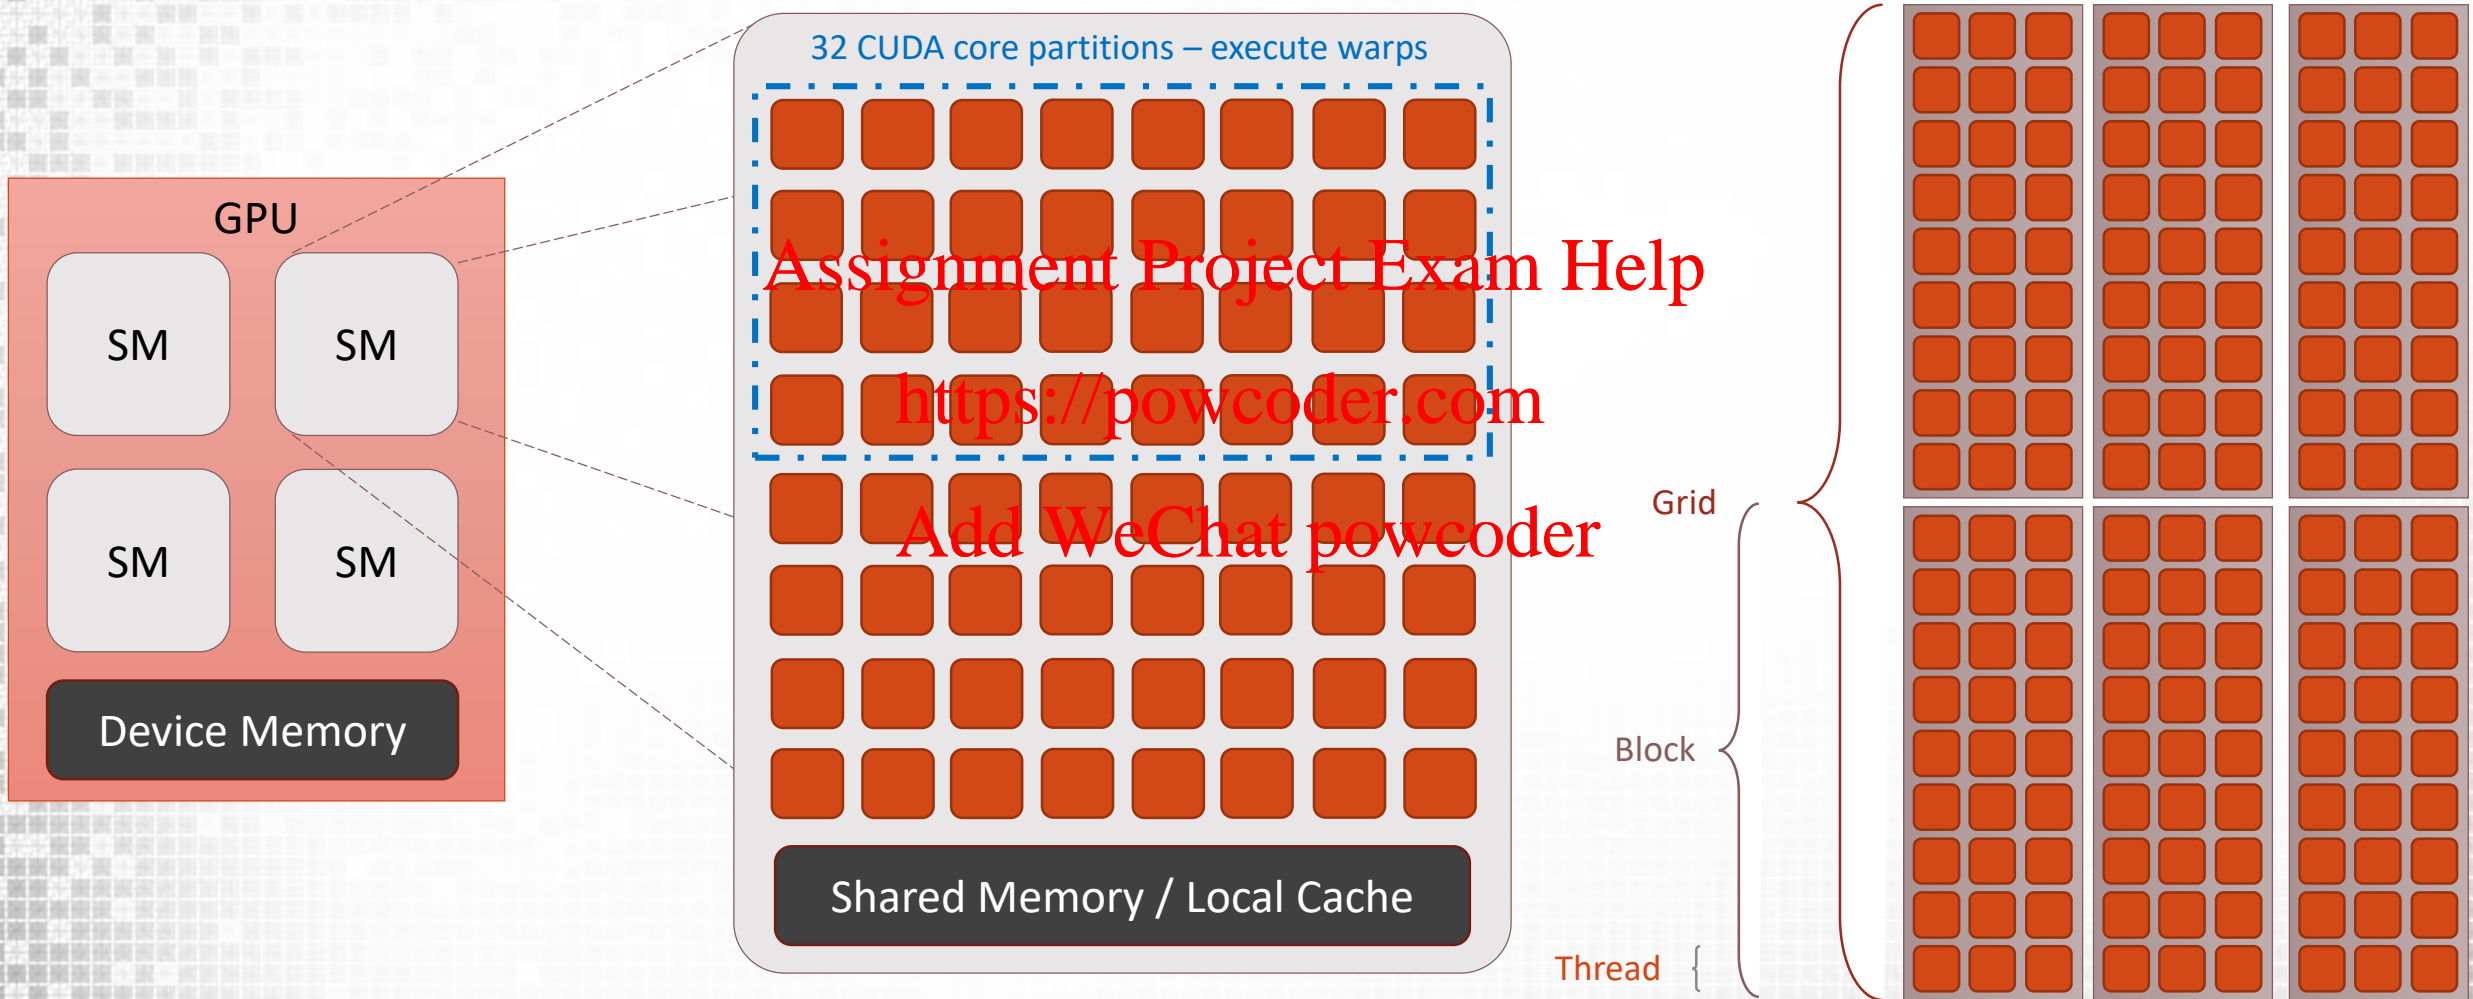 GPU
SM
SM
SM
SM
Device Memory
32 CUDA core partitions – execute warps
Assignment Project Exam Help
https://powcoder.com
Add WeChat powcoder
Shared Memory / Local Cache
Grid
Block
Thread